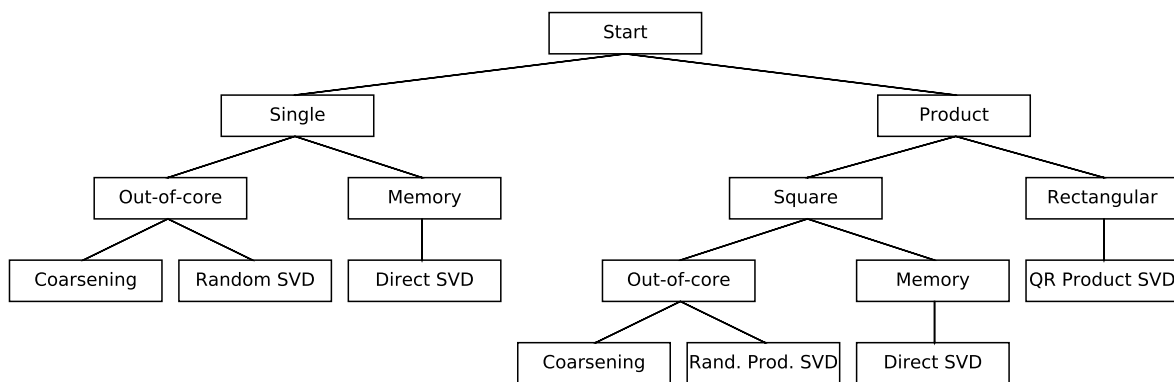 Start
Single
Product
Out-of-core
Memory
Square
Rectangular
Coarsening
Random SVD
Direct SVD
Out-of-core
Memory
QR Product SVD
Coarsening
Rand. Prod. SVD
Direct SVD